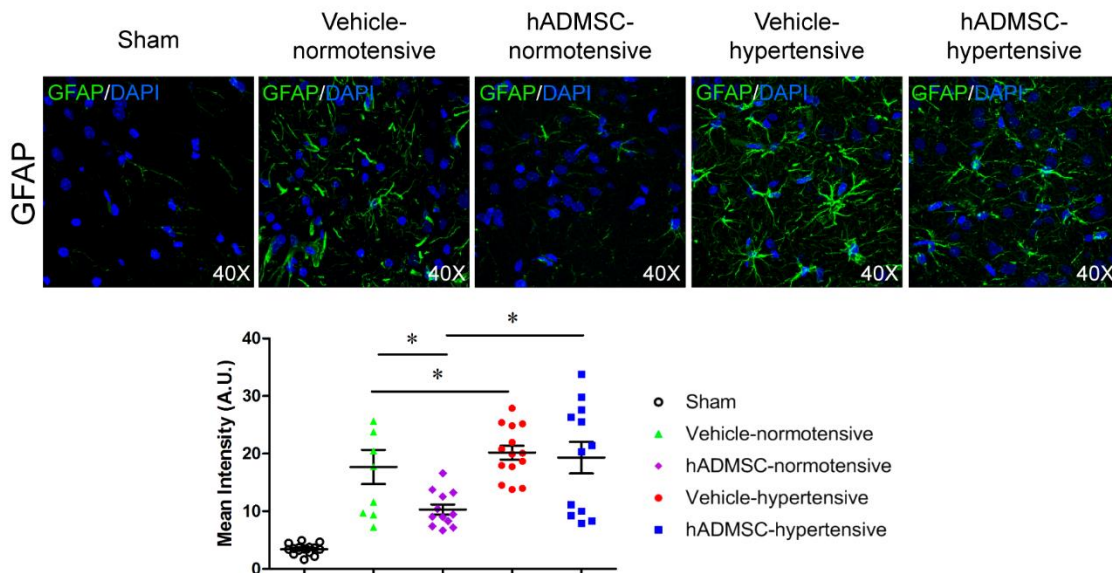 Sham
Vehicle-
normotensive
hADMSC-
normotensive
Vehicle-
hypertensive
hADMSC-
hypertensive
GFAP
GFAP/DAPI
40X
GFAP/DAPI
40X
GFAP/DAPI
40X
GFAP/DAPI
40X
GFAP/DAPI
40X
Mean Intensity (A.U.)
40
30
20
10
0
*
*
*
Sham
Vehicle-normotensive
hADMSC-normotensive
Vehicle-hypertensive
hADMSC-hypertensive